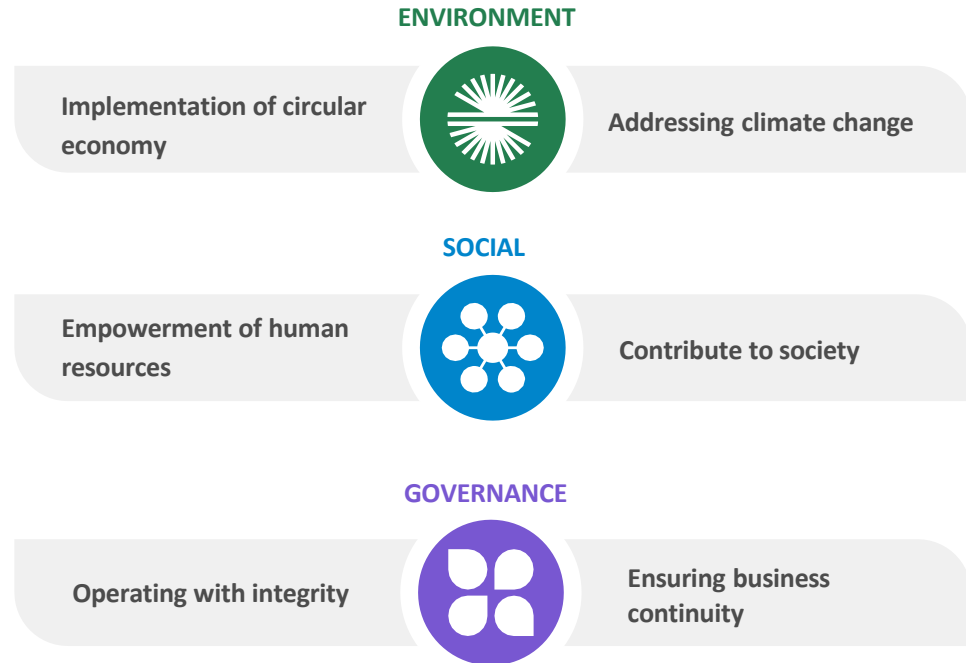 ENVIRONMENT
Implementation of circular
economy
Addressing climate change
SOCIAL
Empowerment of human
resources
Contribute to society
GOVERNANCE
Operating with integrity
Ensuring business
continuity